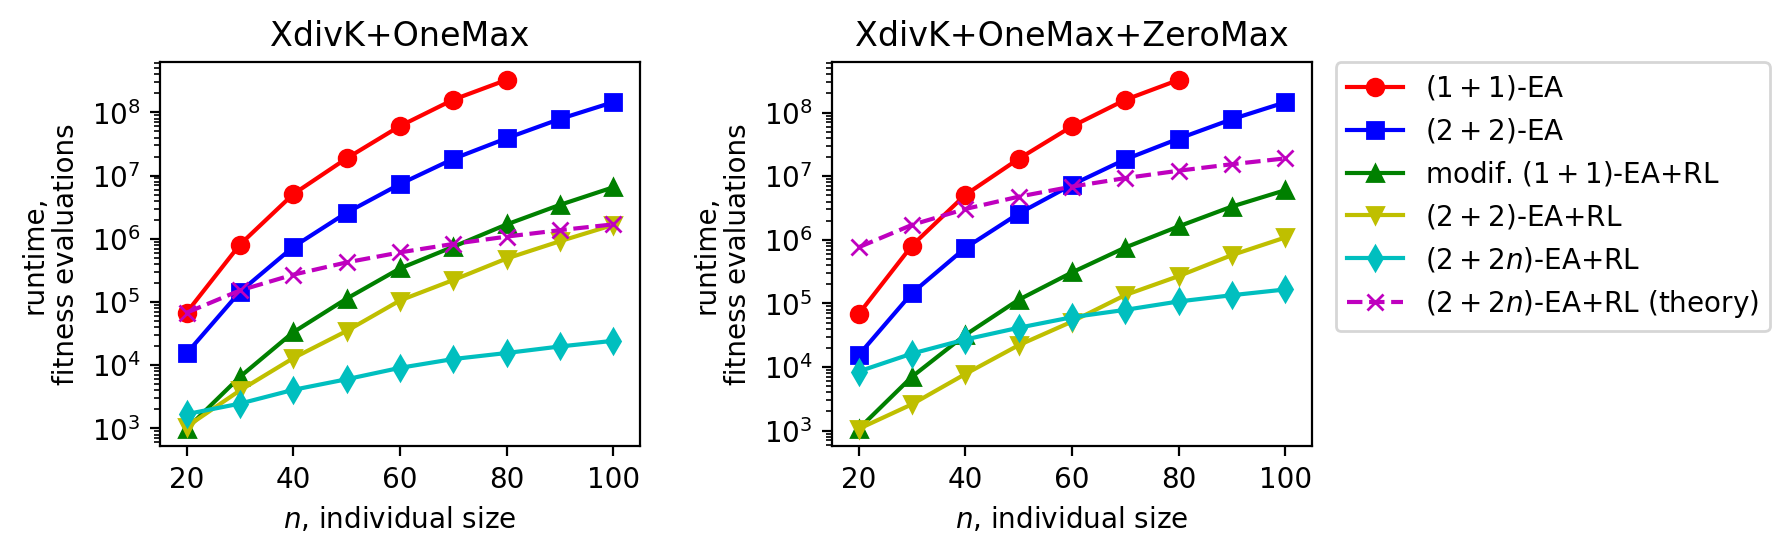 XdivK+OneMax
runtime,
fitness evaluations
10^8
10^7
10^6
10^5
10^4
10^3
20 40 60 80 100
n, individual size
XdivK+OneMax+ZeroMax
runtime,
fitness evaluations
10^8
10^7
10^6
10^5
10^4
10^3
20 40 60 80 100
n, individual size
(1 + 1)-EA
(2 + 2)-EA
modif. (1 + 1)-EA+RL
(2 + 2)-EA+RL
(2 + 2n)-EA+RL
(2 + 2n)-EA+RL (theory)